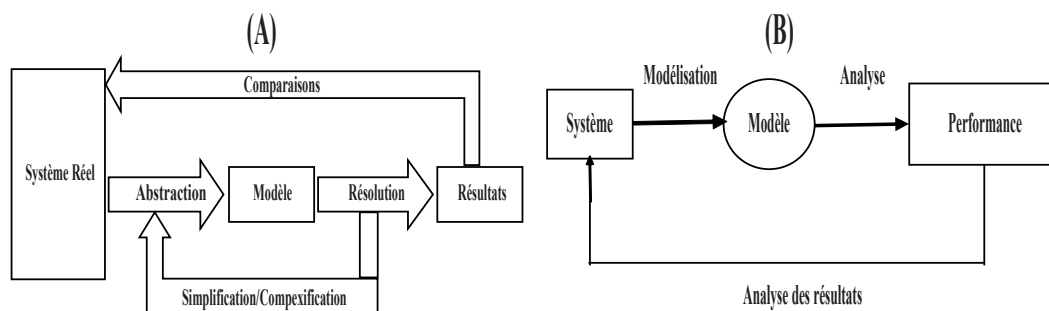 (A)
Comparaisons
Système Réel
Abstraction
Modèle
Résolution
Résultats
Simplification/Compexification
(B)
Modélisation
Analyse
Système
Modèle
Performance
Analyse des résultats